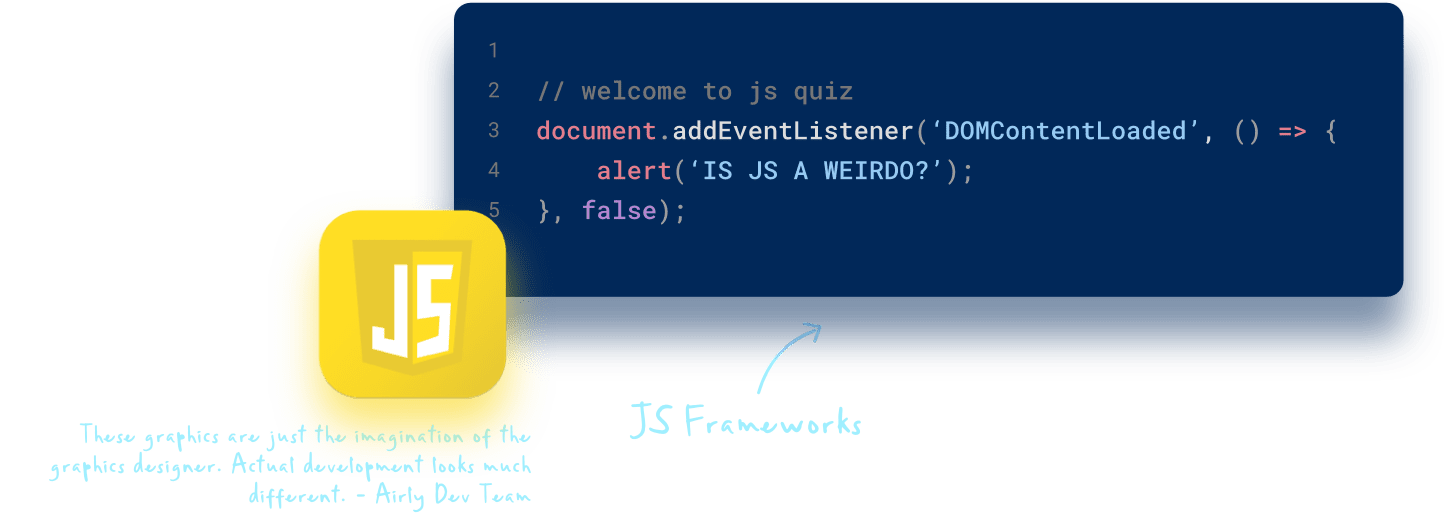 1
2 // welcome to js quiz
3 document.addEventListener(‘DOMContentLoaded’, () => {
4 alert(‘IS JS A WEIRDO?’);
5 }, false);
JS
JS Frameworks
These graphics are just the imagination of the
graphics designer. Actual development looks much
different. - Airly Dev Team